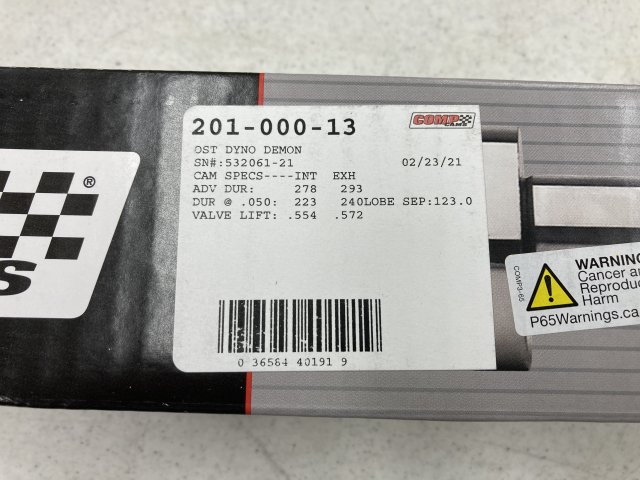 201-000-13
COMP
CAMS
OST DYNO DEMON
SN#:532061-21 02/23/21
CAM SPECS----INT EXH
ADV DUR: 278 293
DUR @ .050: 223 240LOBE SEP:123.0
VALVE LIFT: .554 .572
0 36584 40191 9
®
S
COMP3-65
WARNING
Cancer an
Reproduc
Harm
P65Warnings.ca